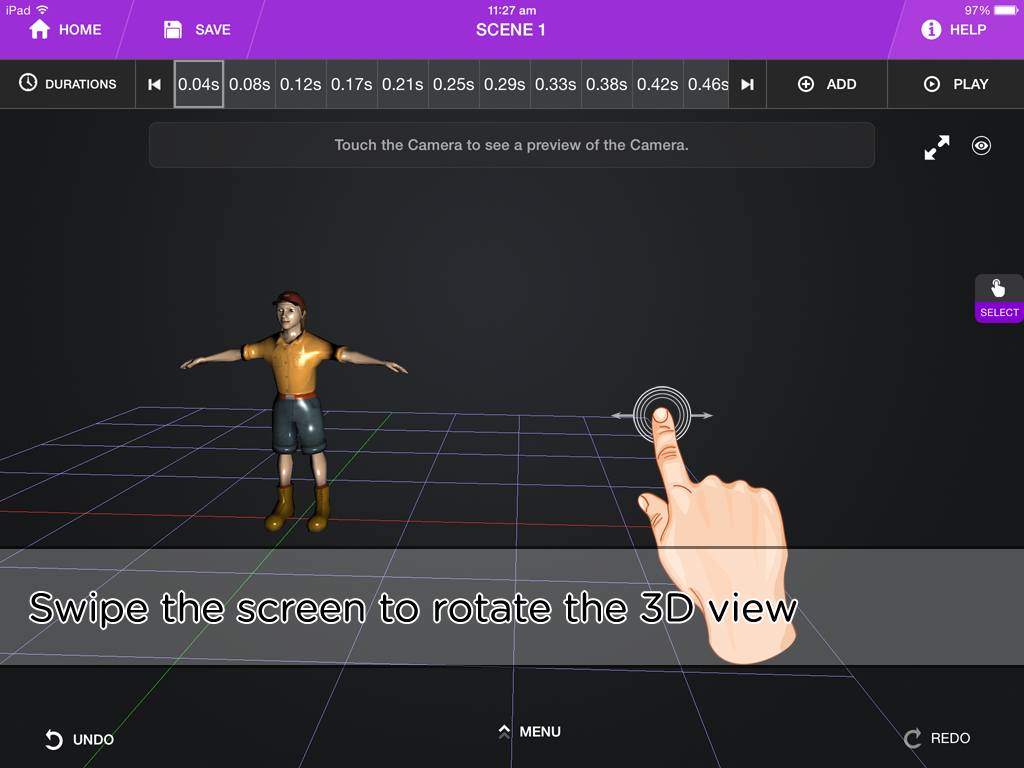 iPad 11:27 am 97%
HOME SAVE SCENE 1 HELP
DURATIONS 0.04s 0.08s 0.12s 0.17s 0.21s 0.25s 0.29s 0.33s 0.38s 0.42s 0.46s ADD PLAY
Touch the Camera to see a preview of the Camera.
SELECT
Swipe the screen to rotate the 3D view
UNDO MENU REDO